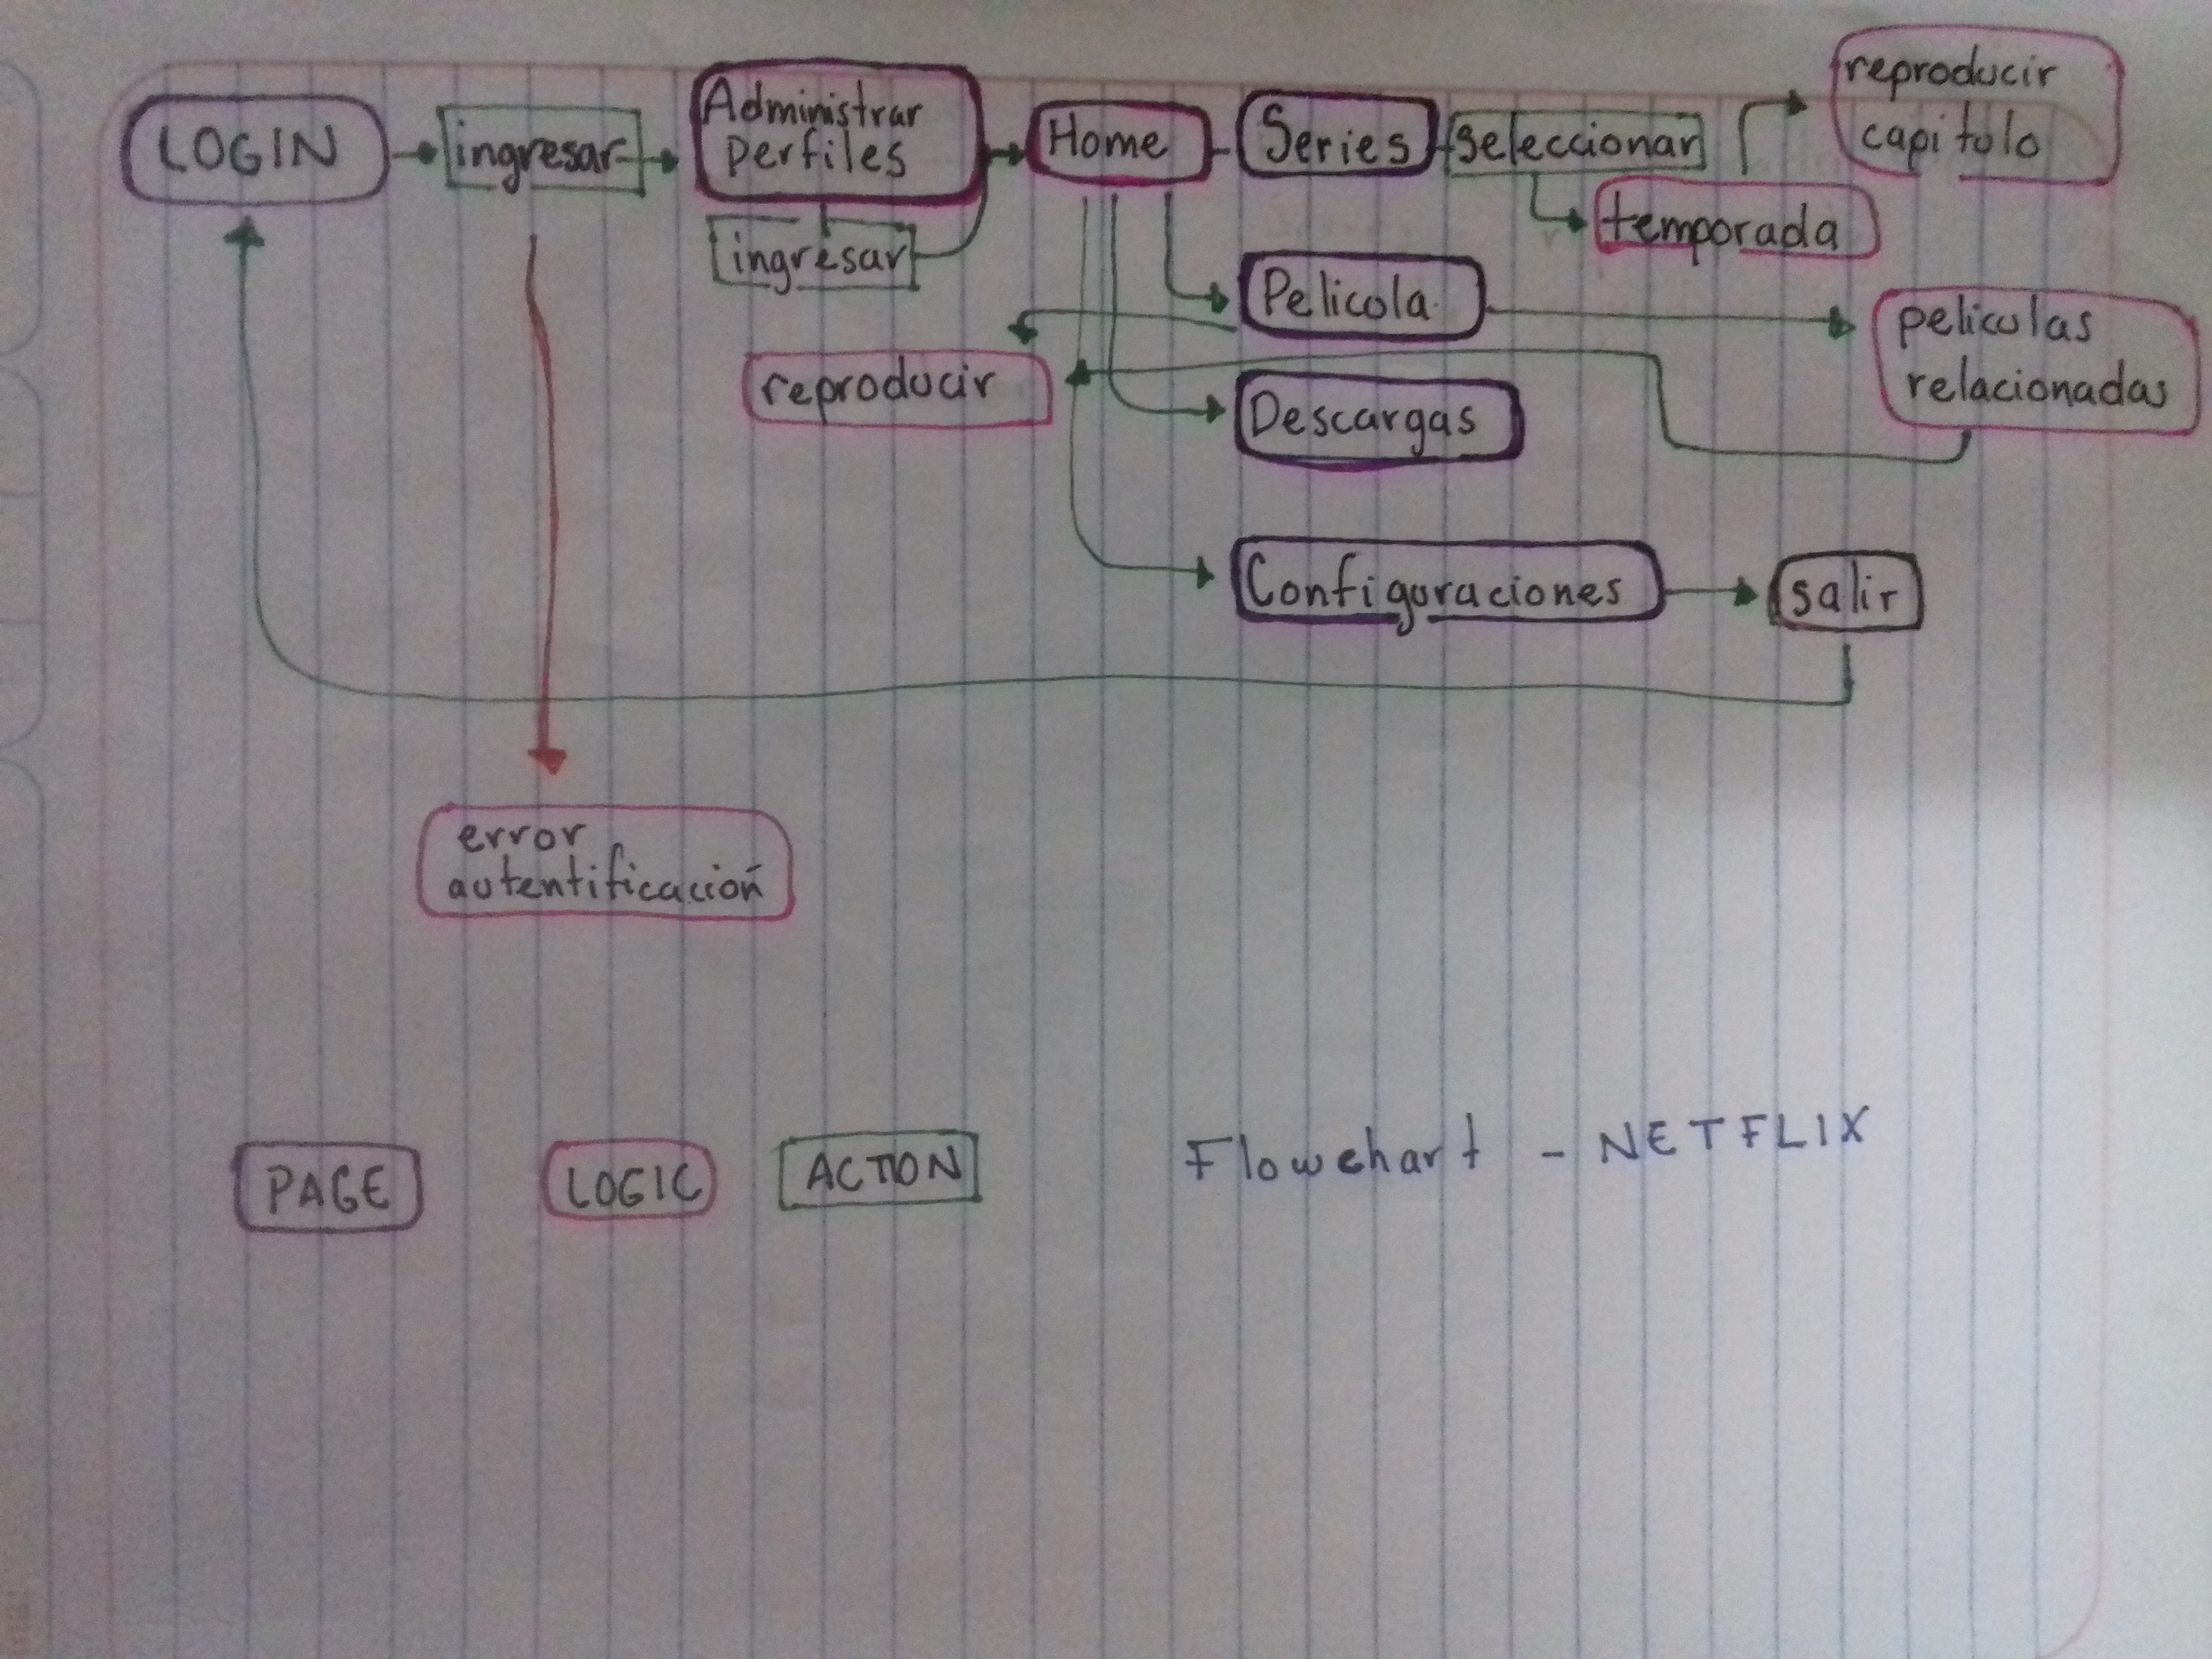 LOGIN
ingresar
Administrar
perfiles
ingresar
Home
Series
seleccionar
reproducir
capitulo
temporada
Pelicula
reproducir
peliculas
relacionadas
Descargas
Configuraciones
salir
error
autentificación
PAGE
LOGIC
ACTION
Flowchart - NETFLIX